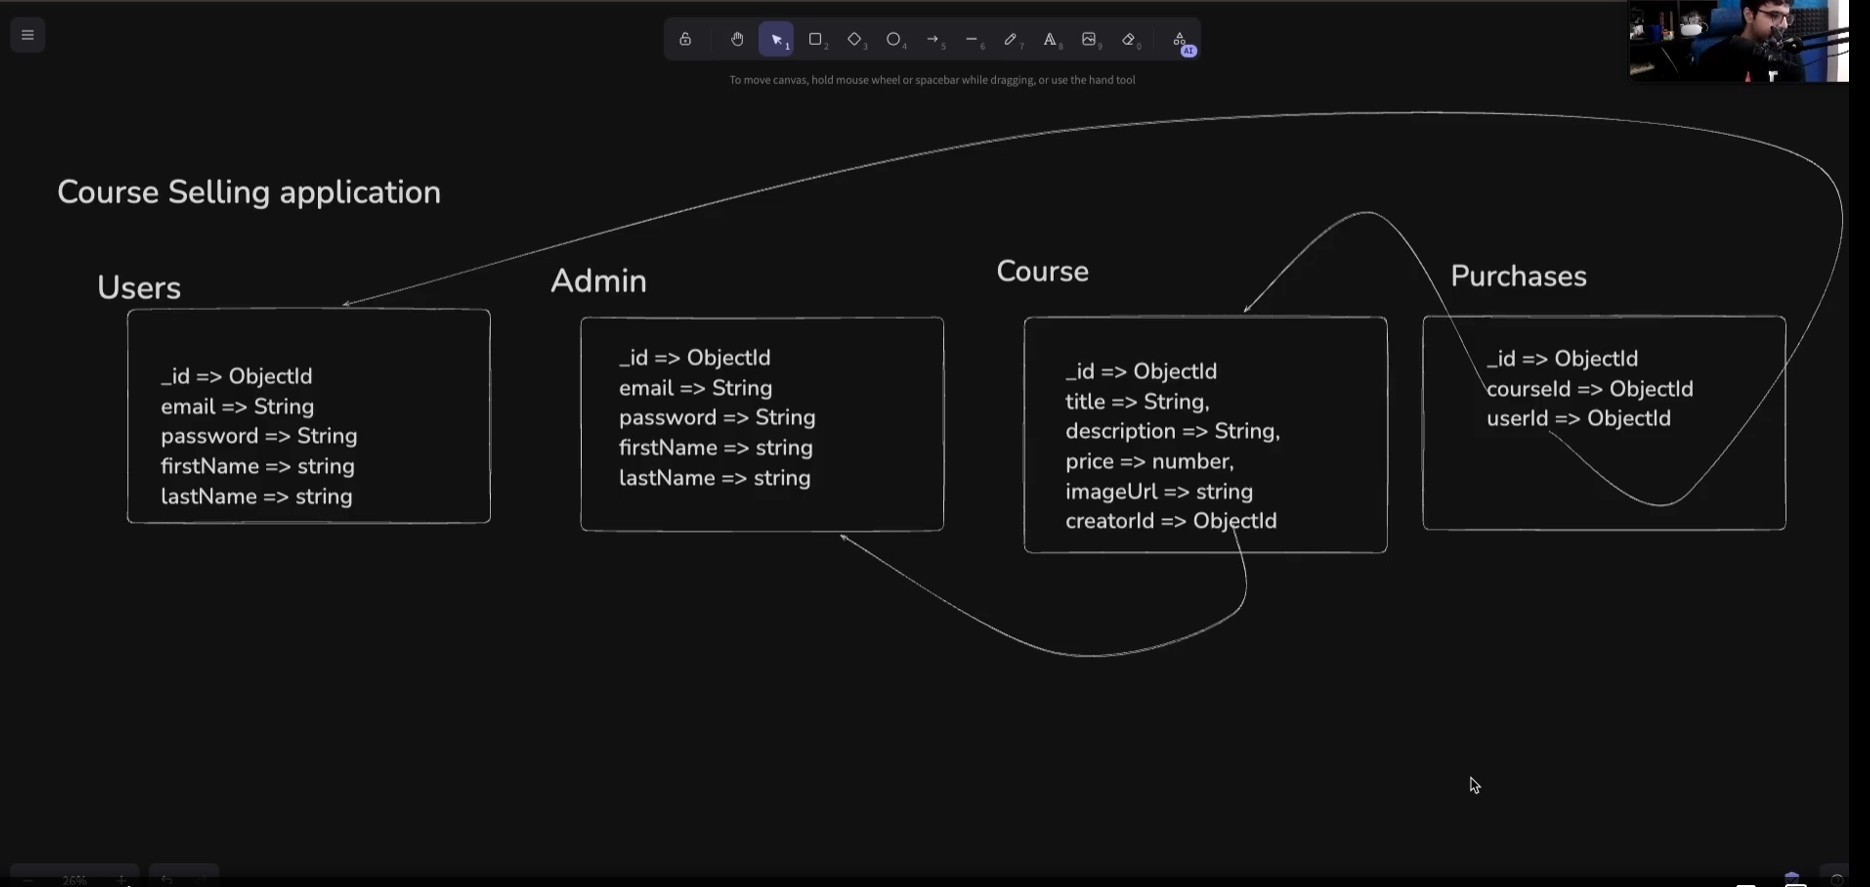 1
2
3
4
5
6
7
8
9
0
AI
To move canvas, hold mouse wheel or spacebar while dragging, or use the hand tool
Course Selling application
Users
_id => ObjectId
email => String
password => String
firstName => string
lastName => string
Admin
_id => ObjectId
email => String
password => String
firstName => string
lastName => string
Course
_id => ObjectId
title => String,
description => String,
price => number,
imageUrl => string
creatorId => ObjectId
Purchases
_id => ObjectId
courseId => ObjectId
userId => ObjectId
26%